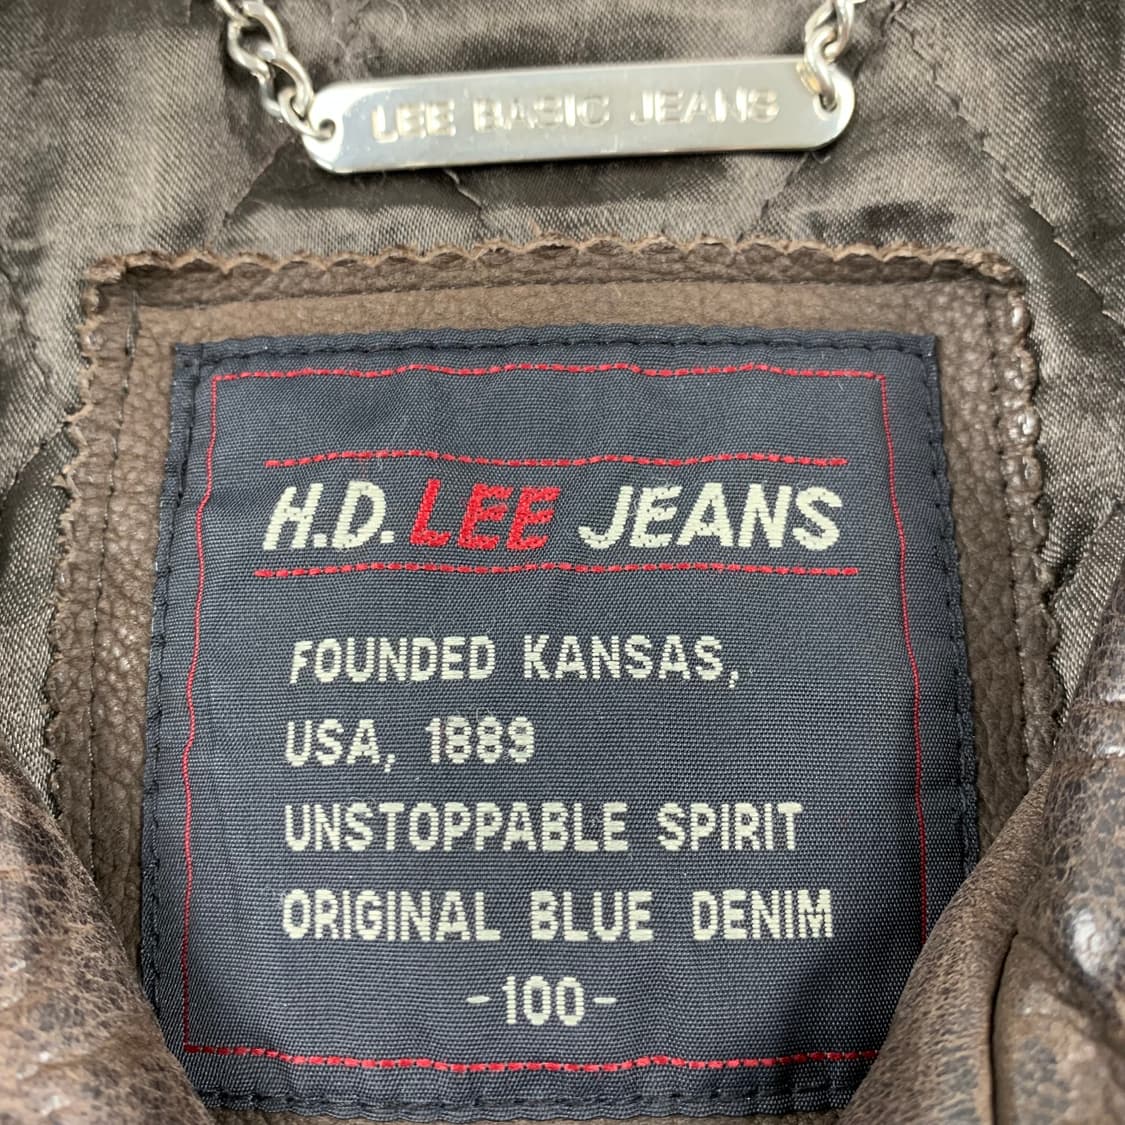 LEE BASIC JEANS
H.D. LEE JEANS
FOUNDED KANSAS,
USA, 1889
UNSTOPPABLE SPIRIT
ORIGINAL BLUE DENIM
-100-